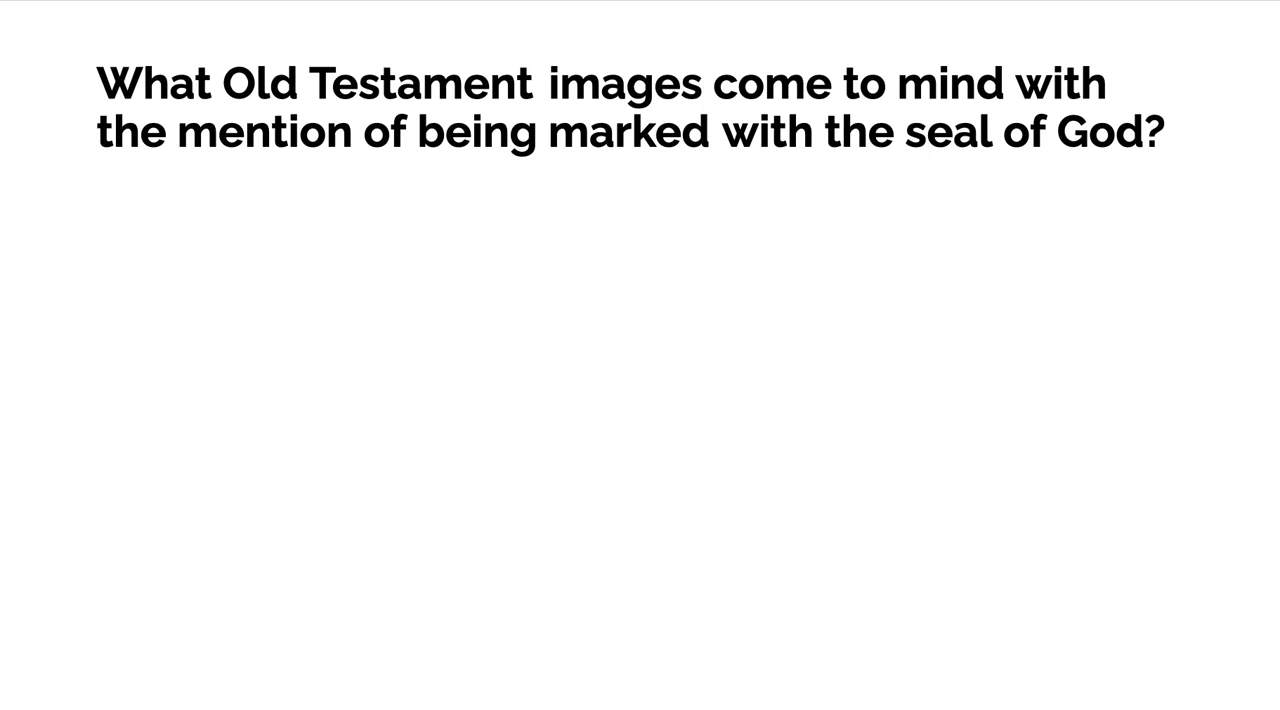 What Old Testament images come to mind with
the mention of being marked with the seal of God?